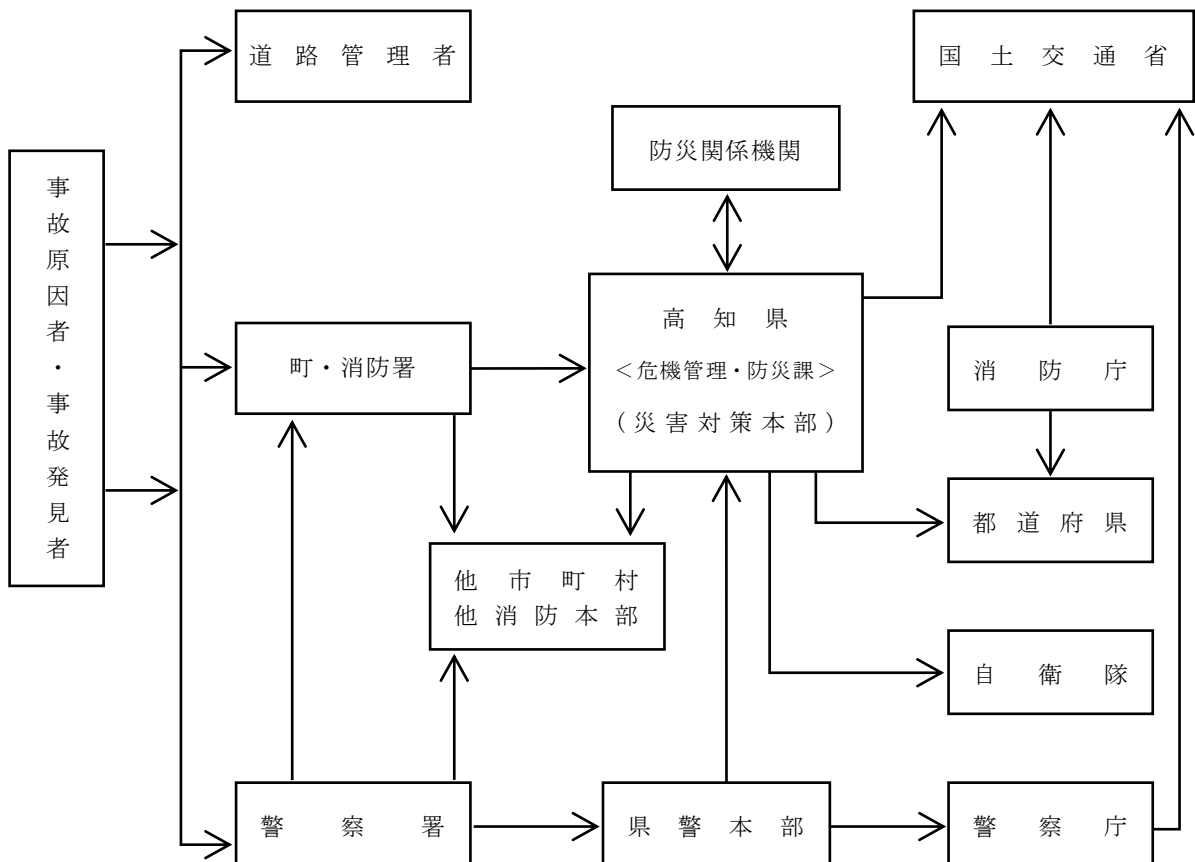 道路管理者
国土交通省
防災関係機関
事故原因者・事故発見者
町・消防署
高知県
＜危機管理・防災課＞
(災害対策本部)
消防庁
都道府県
他市町村
他消防本部
自衛隊
警察署
県警本部
警察庁